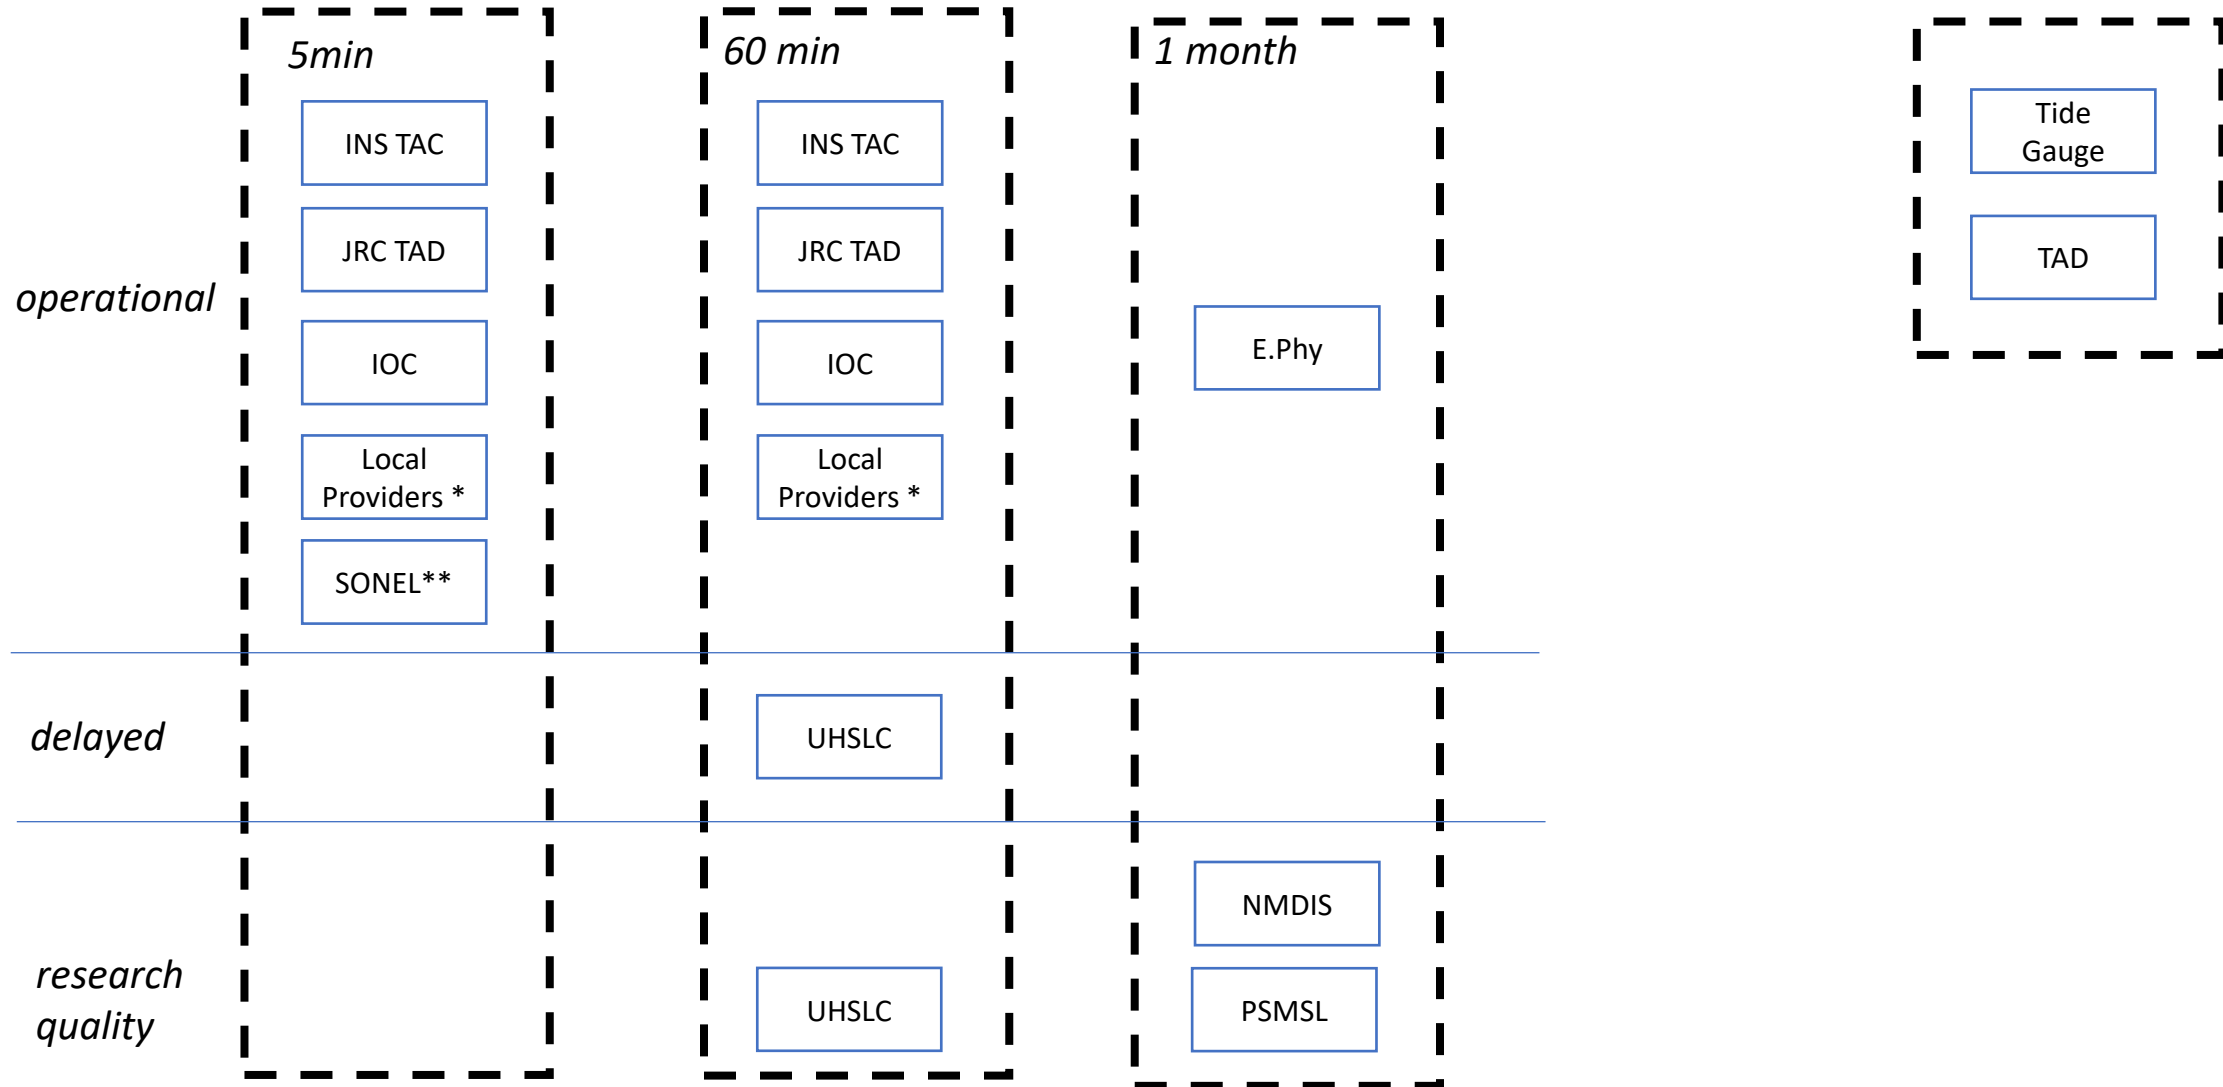 5min
60 min
1 month
INS TAC
INS TAC
Tide
Gauge
JRC TAD
JRC TAD
TAD
operational
IOC
IOC
E.Phy
Local
Providers *
Local
Providers *
SONEL**
delayed
UHSLC
NMDIS
research
quality
UHSLC
PSMSL